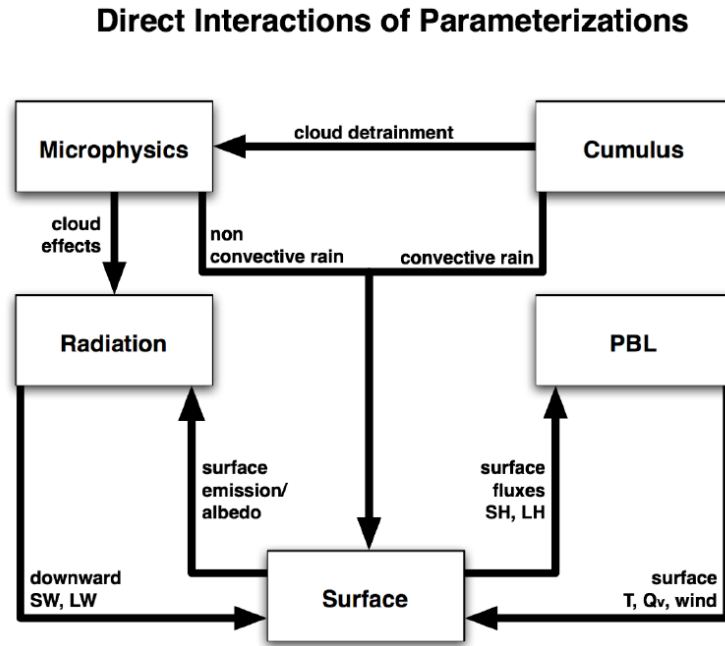 Direct Interactions of Parameterizations
Microphysics
cloud detrainment
Cumulus
cloud
effects
non
convective rain
convective rain
Radiation
PBL
surface
emission/
albedo
surface
fluxes
SH, LH
downward
SW, LW
Surface
surface
T, Qv, wind